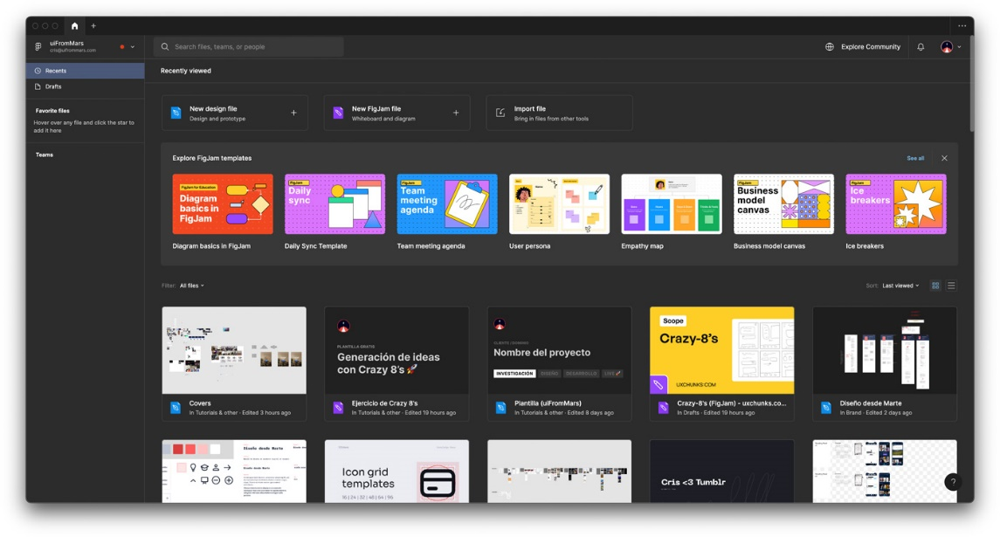 uiFromMars
cris@uifrommars.com
Search files, teams, or people
Explore Community
Recents
Drafts
Favorite files
Hover over any file and click the star to
add it here
Teams
Recently viewed
New design file
Design and prototype
New FigJam file
Whiteboard and diagram
Import file
Bring in files from other tools
Explore FigJam templates
See all
FigJam for Education
Diagram
basics in
FigJam
FigJam
Daily
sync
FigJam
Team
meeting
agenda
FigJam
Business
model
canvas
FigJam
Ice
breakers
Diagram basics in FigJam
Daily Sync Template
Team meeting agenda
User persona
Empathy map
Business model canvas
Ice breakers
Filter: All files
Sort: Last viewed
PLANTILLA GRATIS
Generación de ideas
con Crazy 8's 🚀
Nombre del proyecto
INVESTIGACIÓN
DISEÑO
DESARROLLO
Scope
Crazy-8's
UXCHUNKS.COM
Covers
In Tutorials & other · Edited 3 hours ago
Ejercicio de Crazy 8's
In Tutorials & other · Edited 19 hours ago
Plantilla (uiFromMars)
In Tutorials & other · Edited 8 days ago
Crazy-8's (FigJam) - uxchunks.co...
In Drafts · Edited 19 hours ago
Diseño desde Marte
In Brand · Edited 2 days ago
Diseño desde Marte
Diseño desde Marte
Icon grid
templates
16 | 24 | 32 | 48 | 64 | 96
Cris <3 Tumblr
?